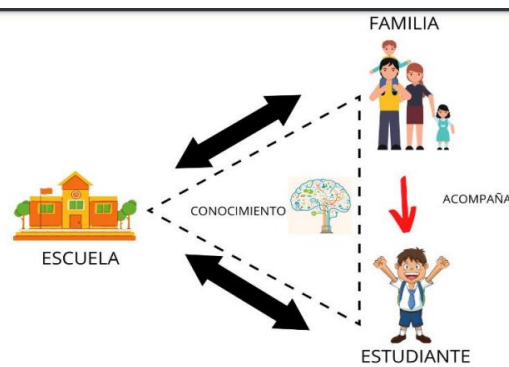 FAMILIA
CONOCIMIENTO
ACOMPAÑA
ESCUELA
ESTUDIANTE